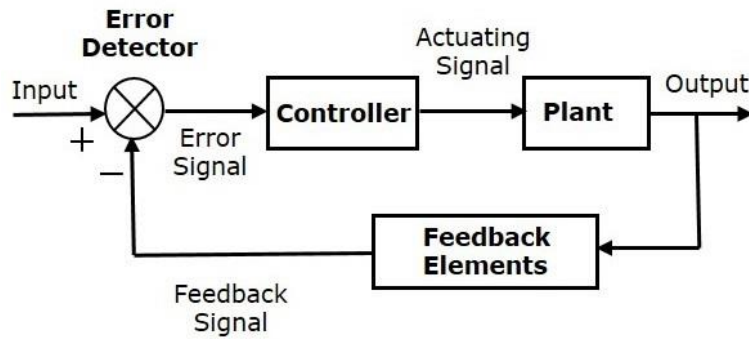 Error
Detector
Input
+
−
Error
Signal
Controller
Actuating
Signal
Plant
Output
Feedback
Elements
Feedback
Signal